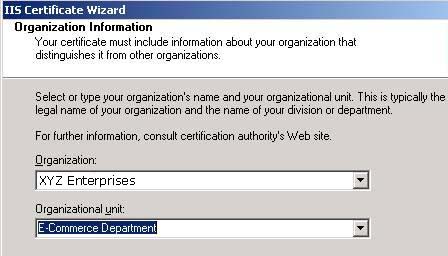 IIS Certificate Wizard
Organization Information
Your certificate must include information about your organization that
distinguishes it from other organizations.
Select or type your organization's name and your organizational unit. This is typically the
legal name of your organization and the name of your division or department.
For further information, consult certification authority's Web site.
Organization:
XYZ Enterprises
Organizational unit:
E-Commerce Department